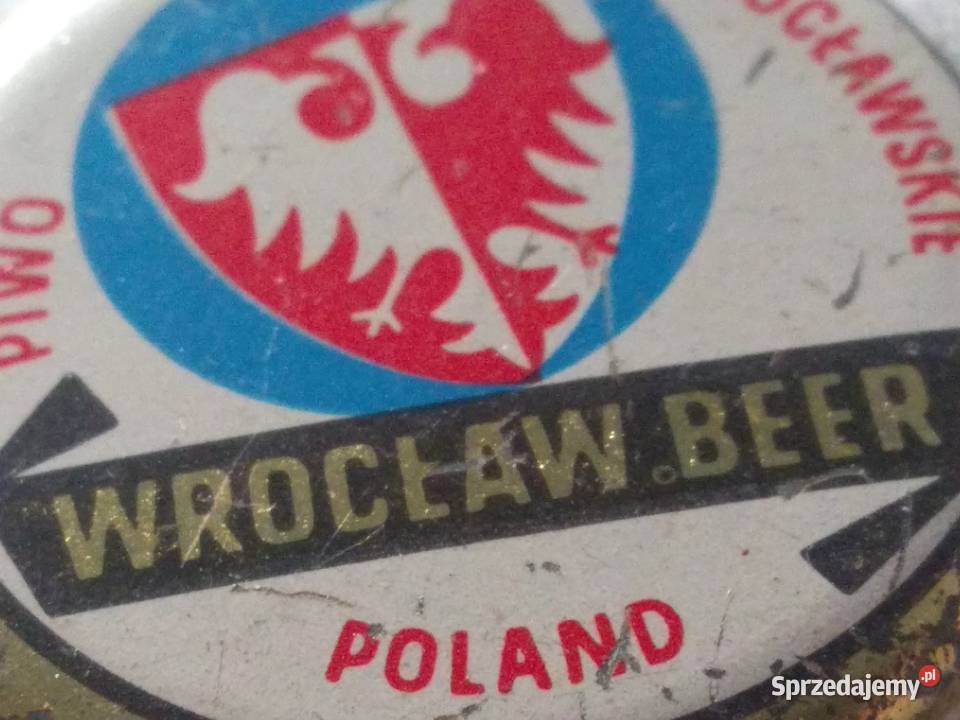 PIWO
OCŁAWSKIE
WROCŁAW.BEER
POLAND
Sprzedajemy.pl